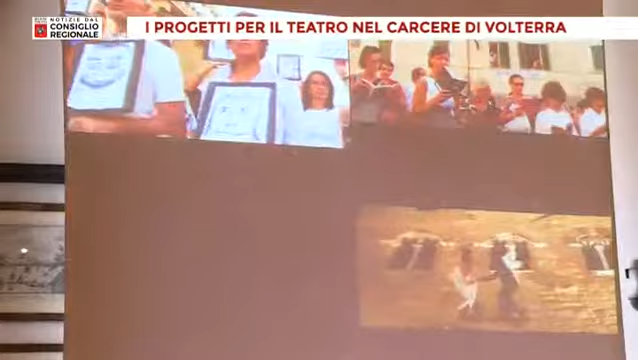 NOTIZIE DAL
CONSIGLIO
REGIONALE
I PROGETTI PER IL TEATRO NEL CARCERE DI VOLTERRA